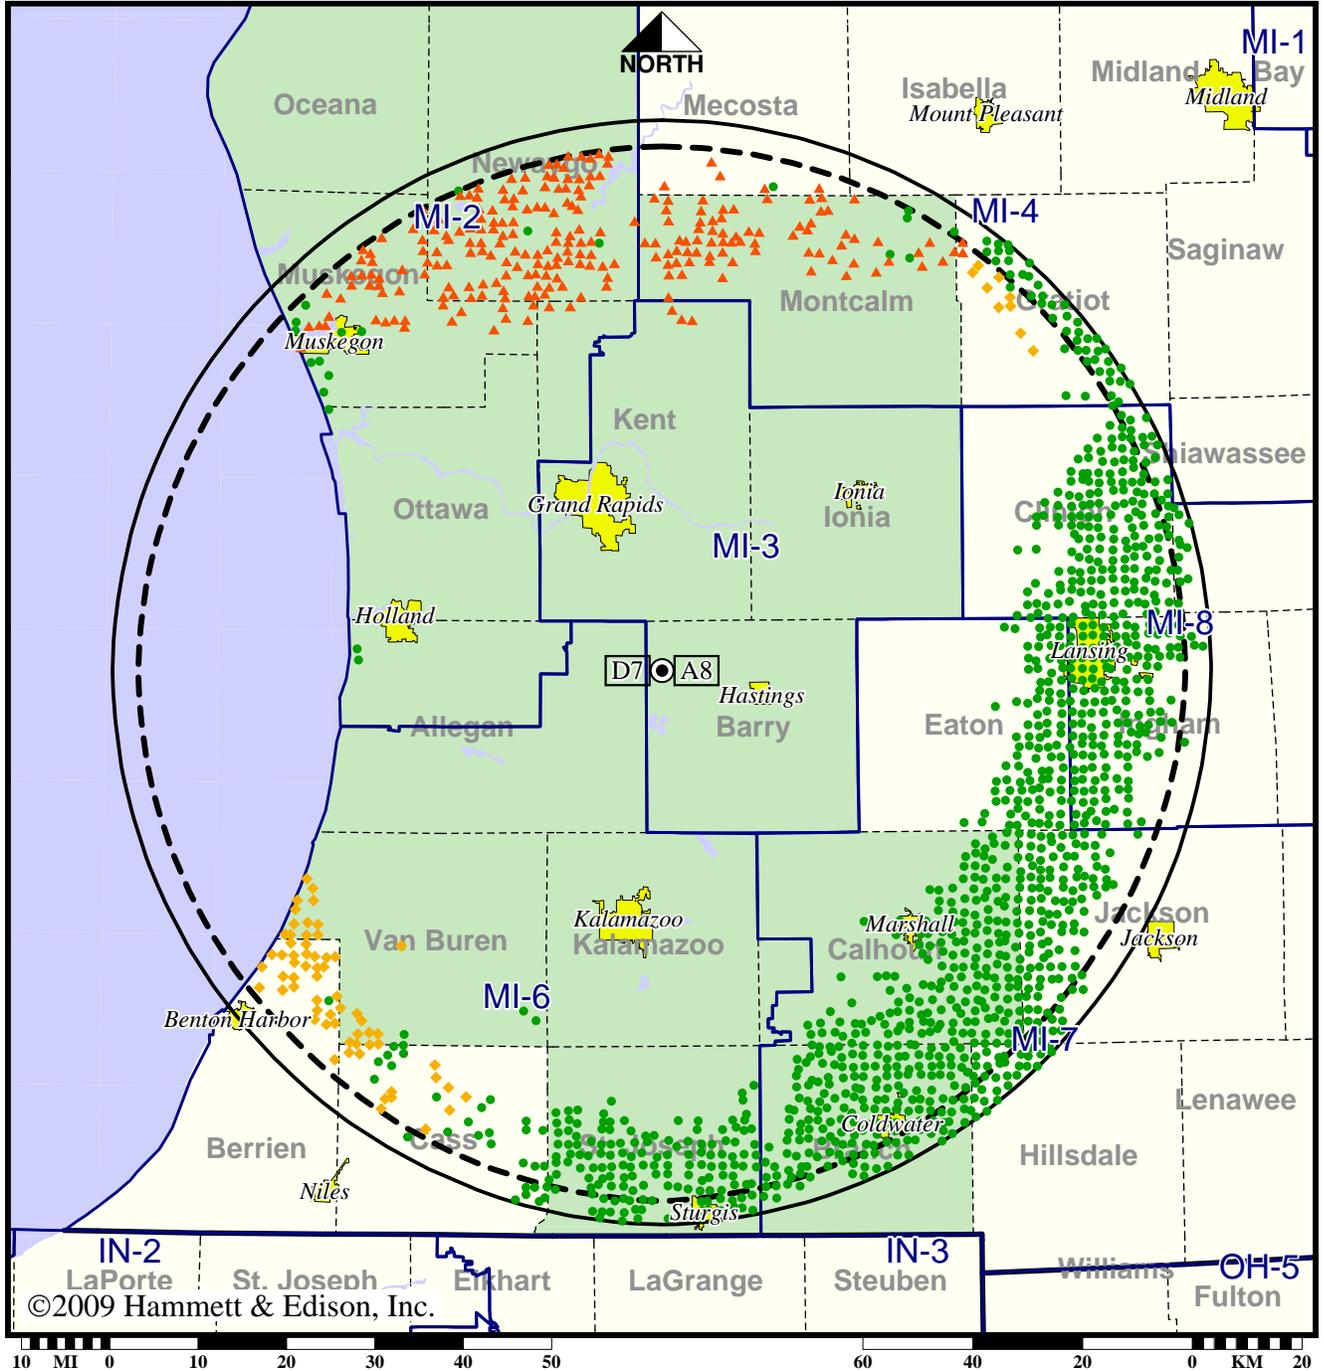 MI-1
NORTH
Midland
Bay
Isabella
Midland
Oceana
Mecosta
Mount Pleasant
Newaygo
MI-2
MI-4
Saginaw
Muskegon
Montcalm
Gratiot
Muskegon
Kent
Shiawassee
Ionia
Grand Rapids
Ottawa
Ionia
Clinton
MI-3
Holland
MI-8
Lansing
D7
A8
Hastings
Allegan
Barry
Eaton
Ingham
Kalamazoo
Marshall
Jackson
Van Buren
Kalamazoo
Calhoun
Jackson
MI-6
Benton Harbor
MI-7
Lenawee
Coldwater
Berrien
Cass
St. Joseph
Branch
Hillsdale
Niles
Sturgis
IN-2
IN-3
OH-5
LaPorte
St. Joseph
Elkhart
LaGrange
Steuben
Williams
Fulton
©2009 Hammett & Edison, Inc.
10 MI 0 10 20 30 40 50 60 40 20 0 KM 20